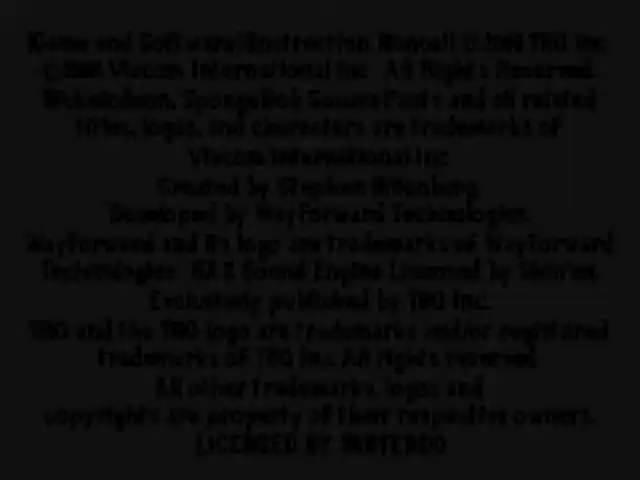 Game and Software/Instruction Manual © THQ Inc.
© Viacom International Inc. All Rights Reserved.
Nickelodeon, SpongeBob SquarePants and all related
titles, logos, and characters are trademarks of
Viacom International Inc.
Created by Stephen Hillenburg.
Developed by WayForward Technologies.
WayForward and its logo are trademarks of WayForward
Technologies. GAX Sound Engine Licensed by Shin'en.
Exclusively published by THQ Inc.
THQ and the THQ logo are trademarks and/or registered
trademarks of THQ Inc. All rights reserved.
All other trademarks, logos and
copyrights are property of their respective owners.
LICENSED BY NINTENDO